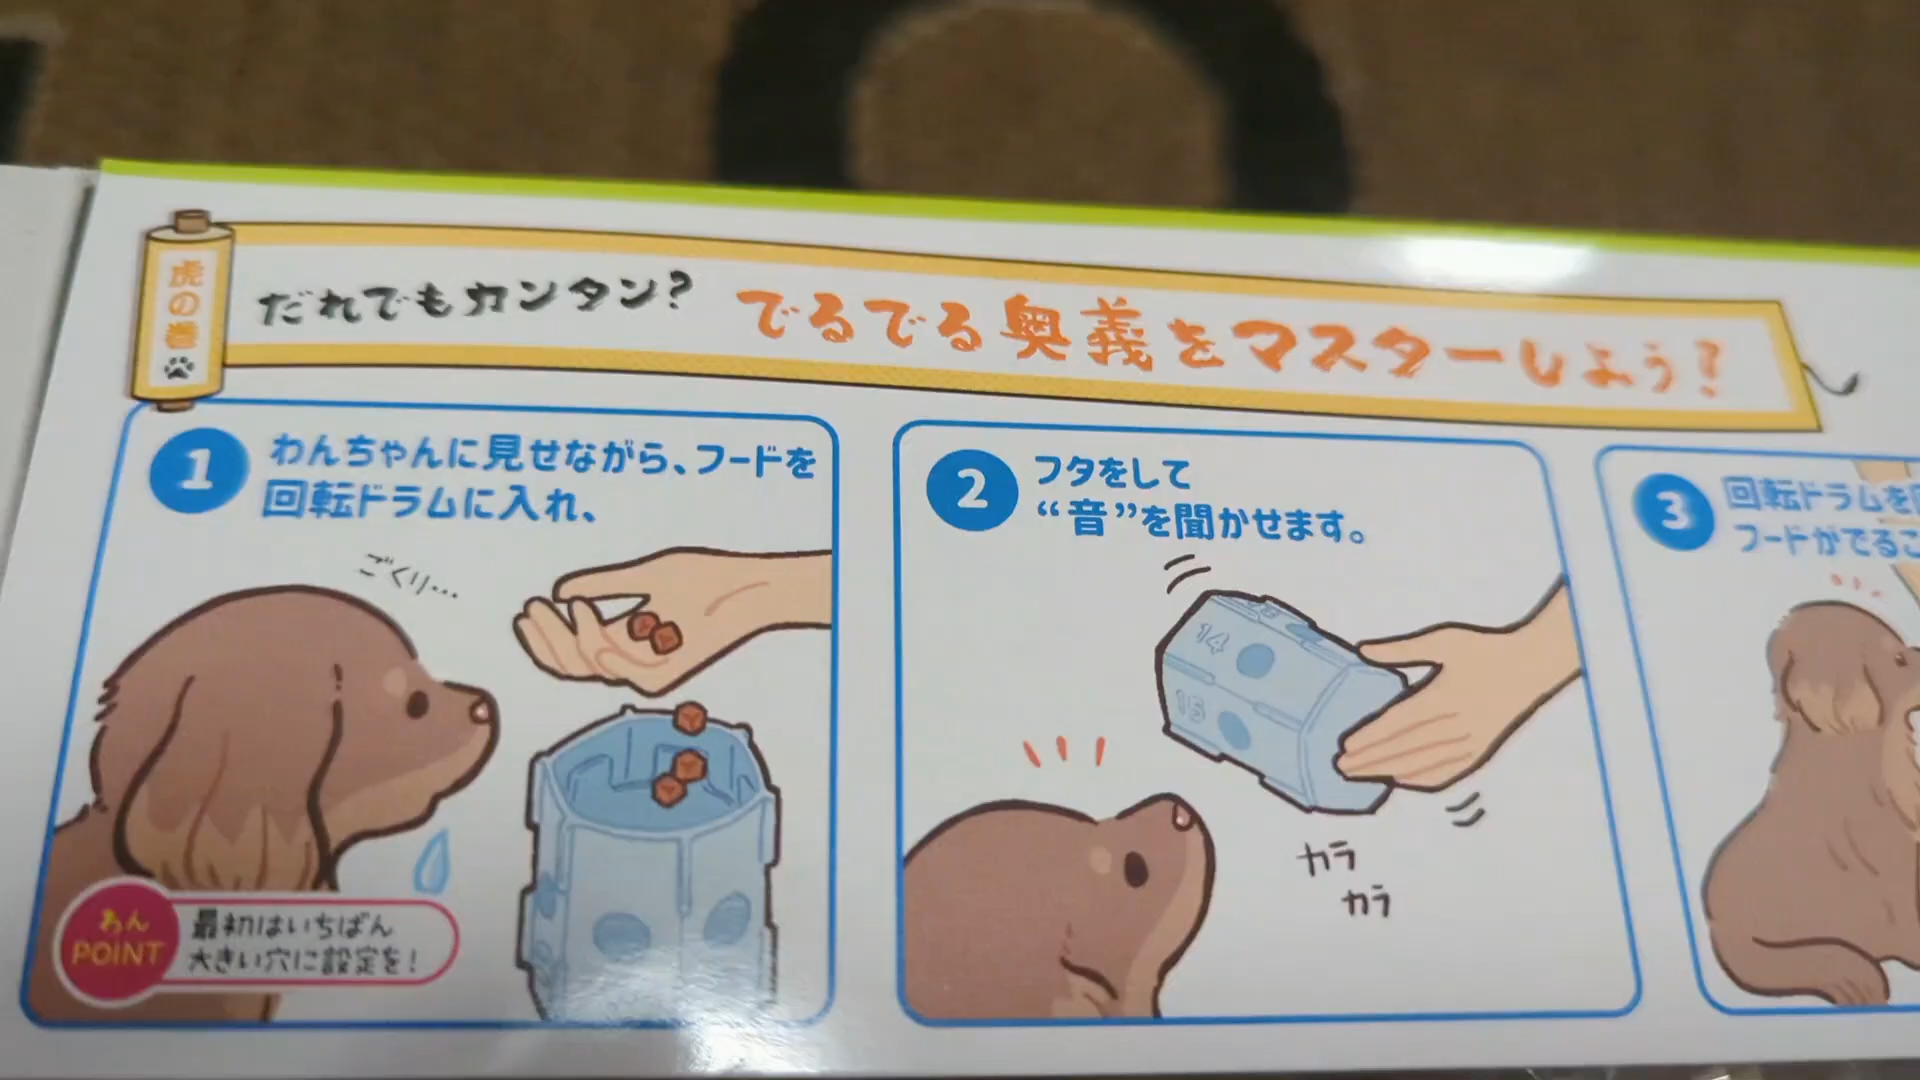 虎の巻
だれでもカンタン？ でるでる奥義をマスターしよう！
1 わんちゃんに見せながら、フードを
回転ドラムに入れ、
ごくり…
わん
POINT
最初はいちばん
大きい穴に設定を！
2 フタをして
“音”を聞かせます。
14
15
カラ
カラ
3 回転ドラムを
フードがでるこ